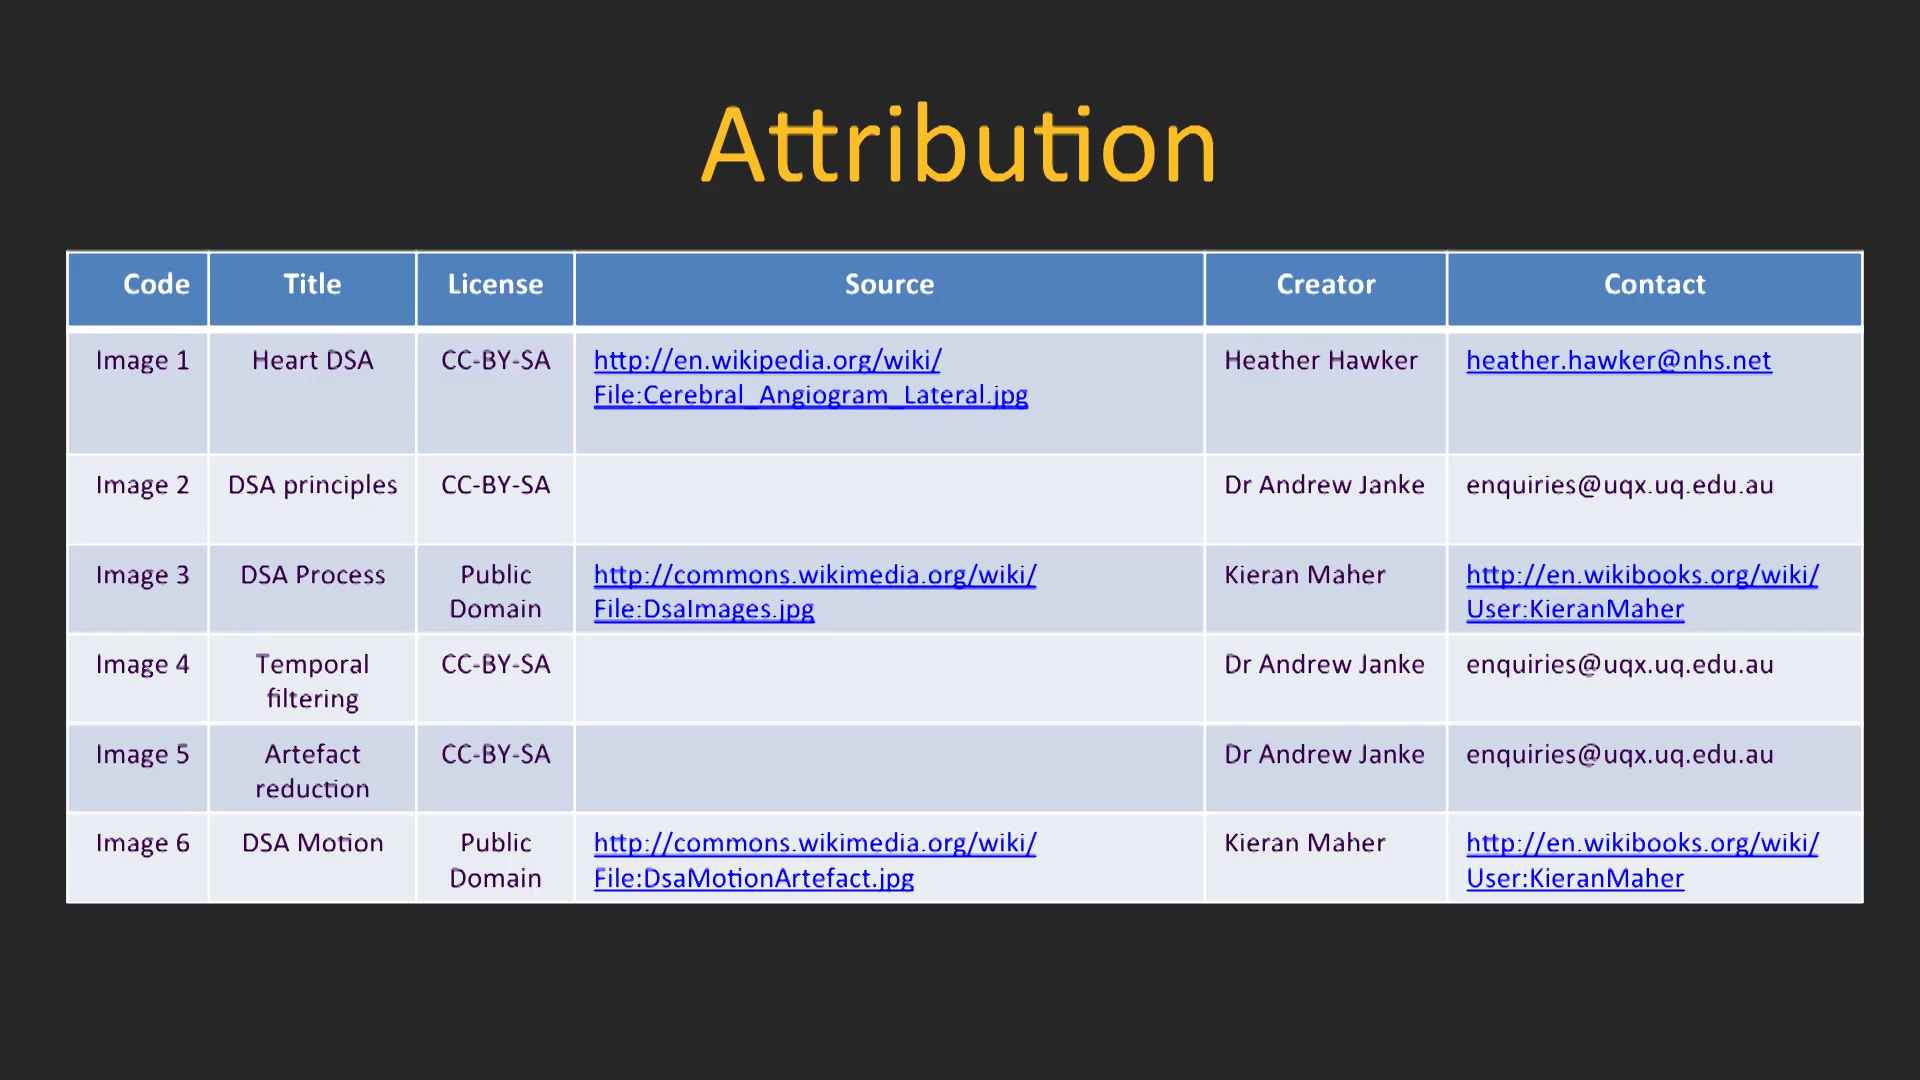 Attribution
Code Title License Source Creator Contact
Image 1 Heart DSA CC-BY-SA http://en.wikipedia.org/wiki/ Heather Hawker heather.hawker@nhs.net
File:Cerebral_Angiogram_Lateral.jpg
Image 2 DSA principles CC-BY-SA Dr Andrew Janke enquiries@uqx.uq.edu.au
Image 3 DSA Process Public http://commons.wikimedia.org/wiki/ Kieran Maher http://en.wikibooks.org/wiki/
Domain File:DsaImages.jpg User:KieranMaher
Image 4 Temporal CC-BY-SA Dr Andrew Janke enquiries@uqx.uq.edu.au
filtering
Image 5 Artefact CC-BY-SA Dr Andrew Janke enquiries@uqx.uq.edu.au
reduction
Image 6 DSA Motion Public http://commons.wikimedia.org/wiki/ Kieran Maher http://en.wikibooks.org/wiki/
Domain File:DsaMotionArtefact.jpg User:KieranMaher